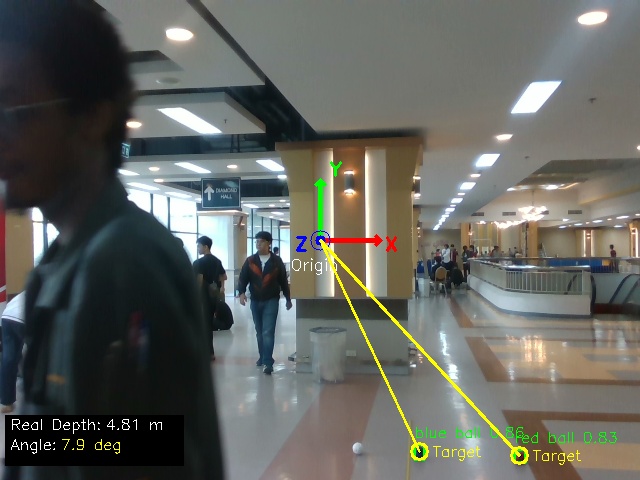 DIAMOND
HALL
Y
Z
X
Origin
blue ball 0.86
red ball 0.83
Target
Target
Real Depth: 4.81 m
Angle: 7.9 deg